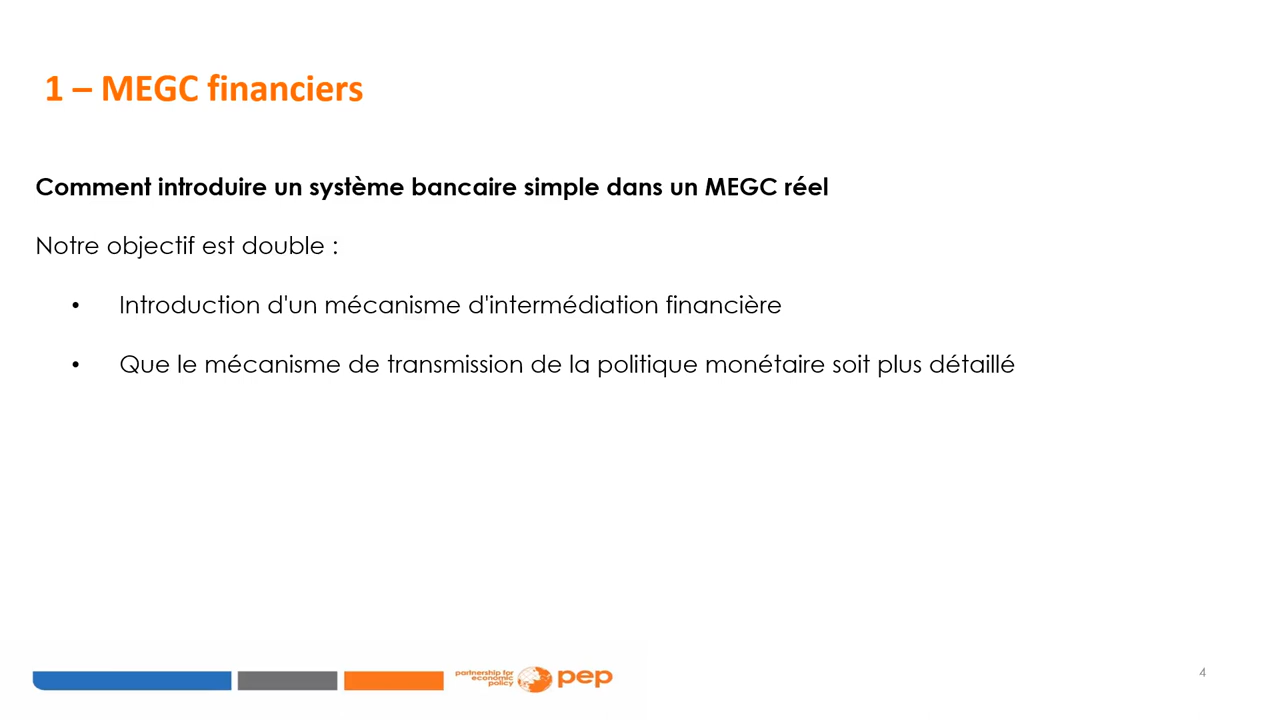 1 – MEGC financiers
Comment introduire un système bancaire simple dans un MEGC réel
Notre objectif est double :
• Introduction d'un mécanisme d'intermédiation financière
• Que le mécanisme de transmission de la politique monétaire soit plus détaillé
partnership for
economic
policy
pep
4